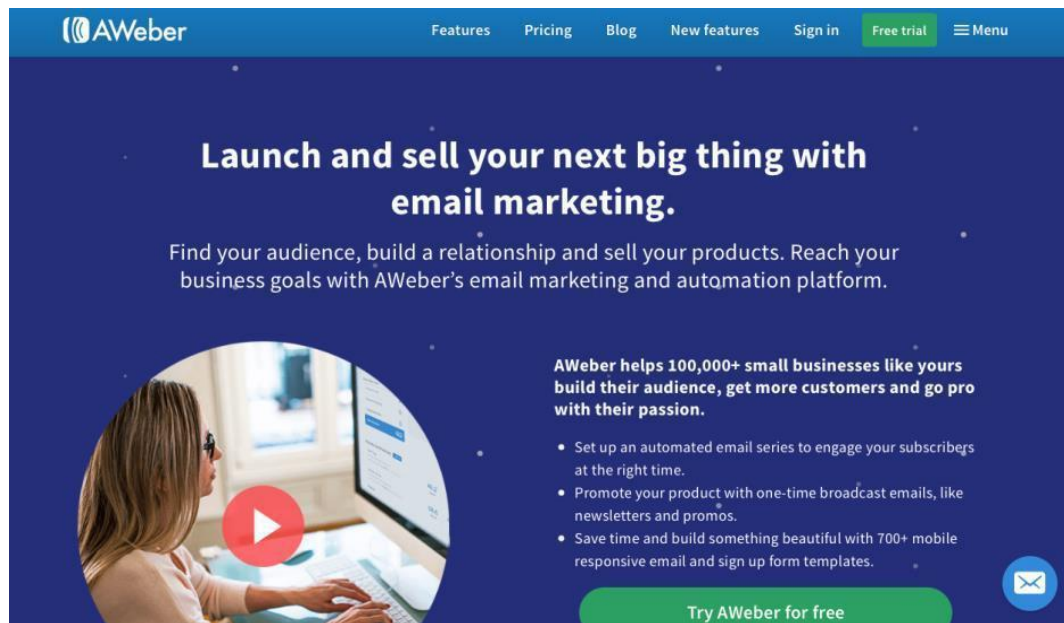 AWeber
Features Pricing Blog New features Sign in Free trial Menu
Launch and sell your next big thing with
email marketing.
Find your audience, build a relationship and sell your products. Reach your
business goals with AWeber’s email marketing and automation platform.
AWeber helps 100,000+ small businesses like yours
build their audience, get more customers and go pro
with their passion.
• Set up an automated email series to engage your subscribers
at the right time.
• Promote your product with one-time broadcast emails, like
newsletters and promos.
• Save time and build something beautiful with 700+ mobile
responsive email and sign up form templates.
Try AWeber for free